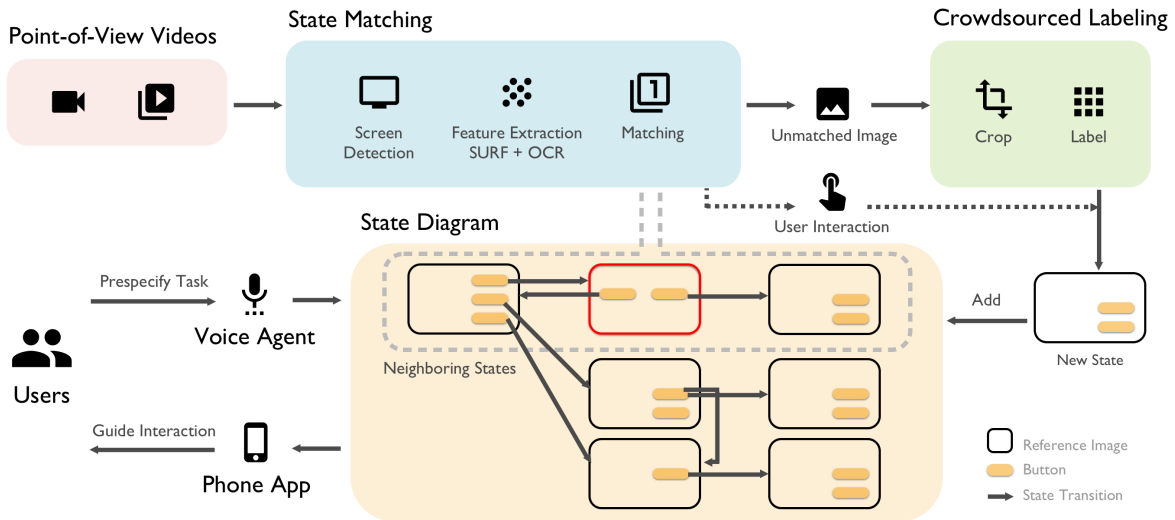 Point-of-View Videos
State Matching
Screen
Detection
Feature Extraction
SURF + OCR
1
Matching
Unmatched Image
Crowdsourced Labeling
Crop
Label
User Interaction
State Diagram
Neighboring States
Prespecify Task
Voice Agent
Users
Guide Interaction
Phone App
Add
New State
Reference Image
Button
State Transition